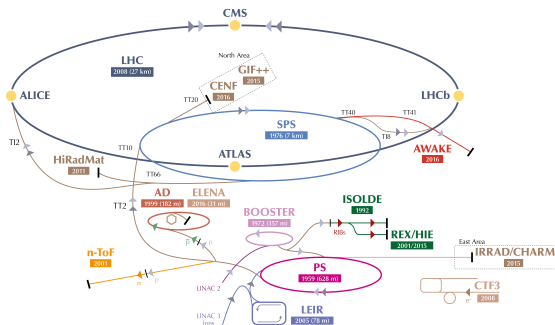 CMS
LHC
2008 (27 km)
North Area
GIF++
2015
CENF
2016
ALICE
LHCb
TT20
TT40
TT41
SPS
1976 (7 km)
TI2
TI8
TT10
ATLAS
AWAKE
2016
HiRadMat
2011
TT66
AD
1999 (182 m)
ELENA
2016 (31 m)
TT2
BOOSTER
1972 (157 m)
ISOLDE
1992
RIBs
REX/HIE
2001/2015
n-ToF
2001
n
p
p
p
East Area
IRRAD/CHARM
2015
PS
1959 (628 m)
CTF3
2008
e-
LINAC 2
LINAC 3
Ions
LEIR
2005 (78 m)